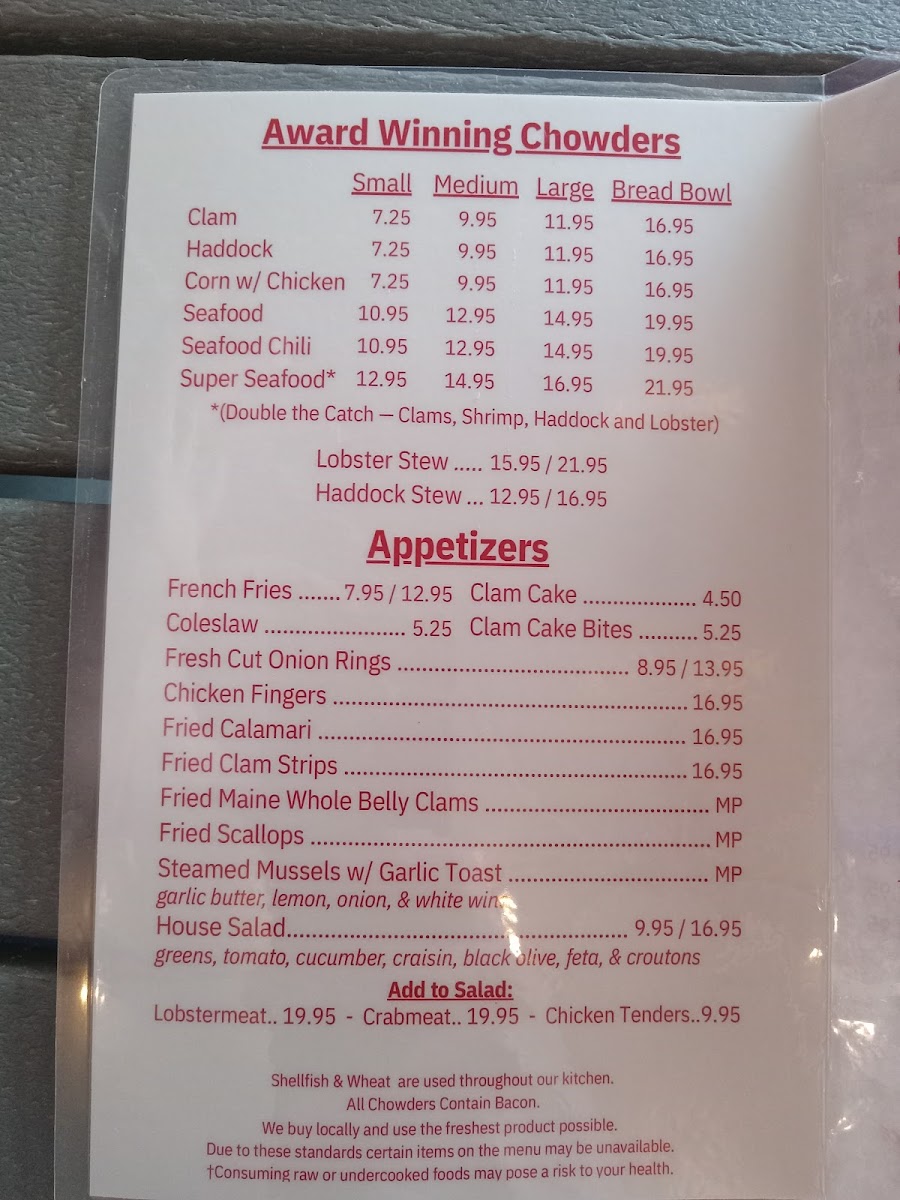 Award Winning Chowders
Small Medium Large Bread Bowl
Clam 7.25 9.95 11.95 16.95
Haddock 7.25 9.95 11.95 16.95
Corn w/ Chicken 7.25 9.95 11.95 16.95
Seafood 10.95 12.95 14.95 19.95
Seafood Chili 10.95 12.95 14.95 19.95
Super Seafood* 12.95 14.95 16.95 21.95
*(Double the Catch — Clams, Shrimp, Haddock and Lobster)
Lobster Stew ..... 15.95 / 21.95
Haddock Stew ... 12.95 / 16.95
Appetizers
French Fries .......7.95 / 12.95 Clam Cake ................... 4.50
Coleslaw ........................ 5.25 Clam Cake Bites .......... 5.25
Fresh Cut Onion Rings ....................................... 8.95 / 13.95
Chicken Fingers ............................................................ 16.95
Fried Calamari .............................................................. 16.95
Fried Clam Strips .......................................................... 16.95
Fried Maine Whole Belly Clams ...................................... MP
Fried Scallops .................................................................... MP
Steamed Mussels w/ Garlic Toast .................................. MP
garlic butter, lemon, onion, & white
House Salad......................................................... 9.95 / 16.95
greens, tomato, cucumber, craisin, black olive, feta, & croutons
Add to Salad:
Lobstermeat.. 19.95 - Crabmeat.. 19.95 - Chicken Tenders..9.95
Shellfish & Wheat are used throughout our kitchen.
All Chowders Contain Bacon.
We buy locally and use the freshest product possible.
Due to these standards certain items on the menu may be unavailable.
†Consuming raw or undercooked foods may pose a risk to your health.